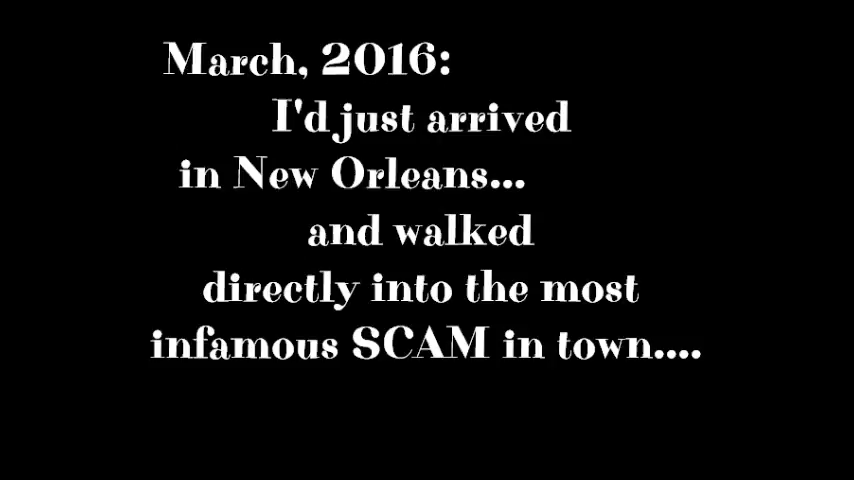 March, 2016:
I'd just arrived
in New Orleans...
and walked
directly into the most
infamous SCAM in town....